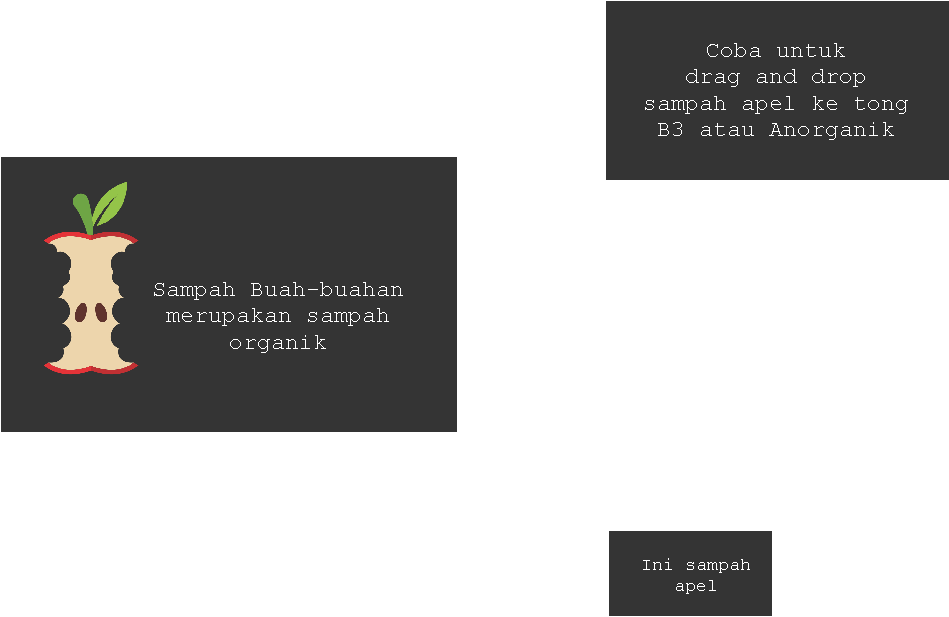 Coba untuk
drag and drop
sampah apel ke tong
B3 atau Anorganik
Sampah Buah-buahan
merupakan sampah
organik
Ini sampah
apel